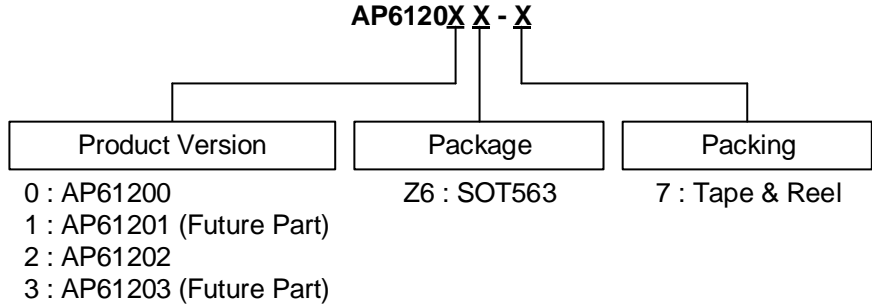 AP6120X X - X
Product Version
Package
Packing
0 : AP61200
1 : AP61201 (Future Part)
2 : AP61202
3 : AP61203 (Future Part)
Z6 : SOT563
7 : Tape & Reel